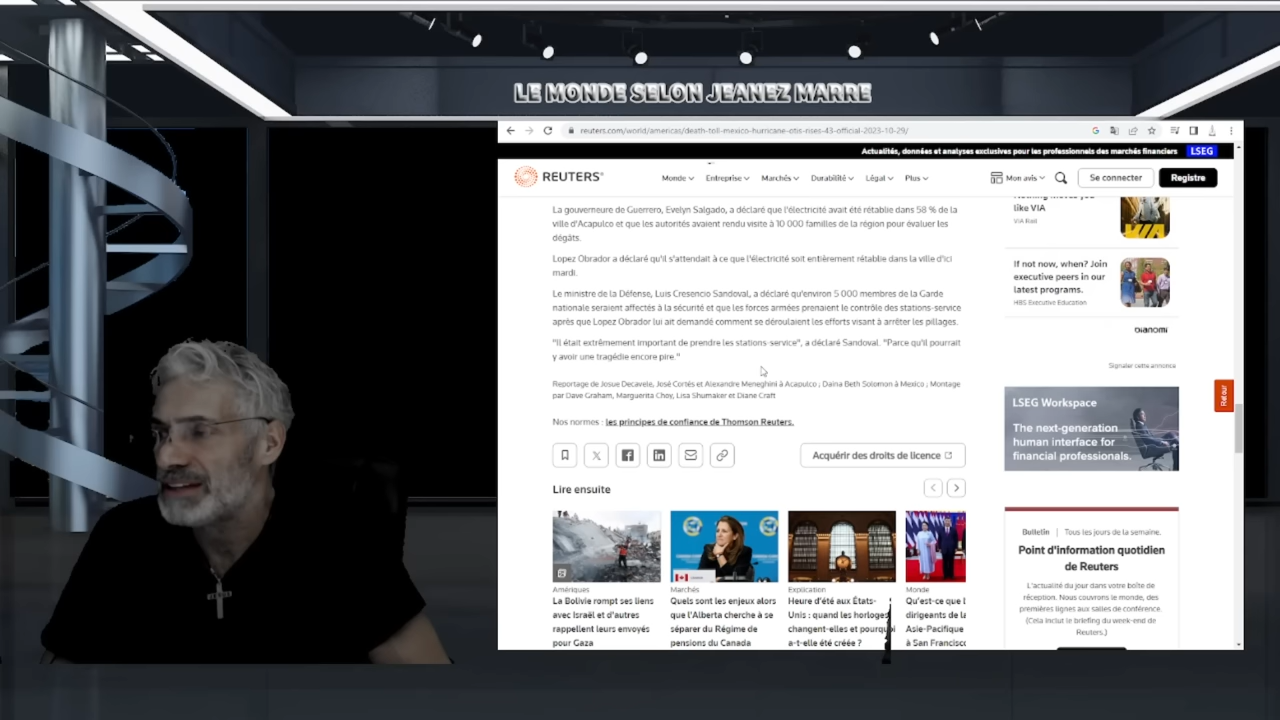 LE MONDE SELON JEANEZ MARRE
reuters.com/world/americas/death-toll-mexico-hurricane-otis-rises-43-official-2023-10-29/
Actualités, données et analyses exclusives pour les professionnels des marchés financiers LSEG
REUTERS®
Monde Entreprise Marchés Durabilité Légal Plus
Mon avis Se connecter Registre
La gouverneure de Guerrero, Evelyn Salgado, a déclaré que l'électricité avait été rétablie dans 58 % de la
ville d'Acapulco et que les autorités avaient rendu visite à 10 000 familles de la région pour évaluer les
dégâts.
Lopez Obrador a déclaré qu'il s'attendait à ce que l'électricité soit entièrement rétablie dans la ville d'ici
mardi.
Le ministre de la Défense, Luis Cresencio Sandoval, a déclaré qu'environ 5 000 membres de la Garde
nationale seraient affectés à la sécurité et que les forces armées prenaient le contrôle des stations-service
après que Lopez Obrador lui ait demandé comment se déroulaient les efforts visant à arrêter les pillages.
"Il était extrêmement important de prendre les stations-service", a déclaré Sandoval. "Parce qu'il pourrait
y avoir une tragédie encore pire."
Reportage de Josue Decavele, José Cortés et Alexandre Meneghini à Acapulco ; Daina Beth Solomon à Mexico ; Montage
par Dave Graham, Marguerita Choy, Lisa Shumaker et Diane Craft
Nos normes : les principes de confiance de Thomson Reuters.
Acquérir des droits de licence
Lire ensuite
Amériques
La Bolivie rompt ses liens
avec Israël et d'autres
rappellent leurs envoyés
pour Gaza
Marchés
Quels sont les enjeux alors
que l'Alberta cherche à se
séparer du Régime de
pensions du Canada
Explication
Heure d'été aux États-
Unis : quand les horloges
changent-elles et pourquoi
a-t-elle été créée ?
Monde
Qu'est-ce que l'
dirigeants de la
Asie-Pacifique
à San Francisco
like VIA
VIA Rail
VIA
If not now, when? Join
executive peers in our
latest programs.
HBS Executive Education
DIANOMI
Signaler cette annonce
LSEG Workspace
The next-generation
human interface for
financial professionals.
Retour
Bulletin | Tous les jours de la semaine.
Point d'information quotidien
de Reuters
L'actualité du jour dans votre boîte de
réception. Nous couvrons le monde, des
premières lignes aux salles de conférence.
(Cela inclut le briefing du week-end de
Reuters.)